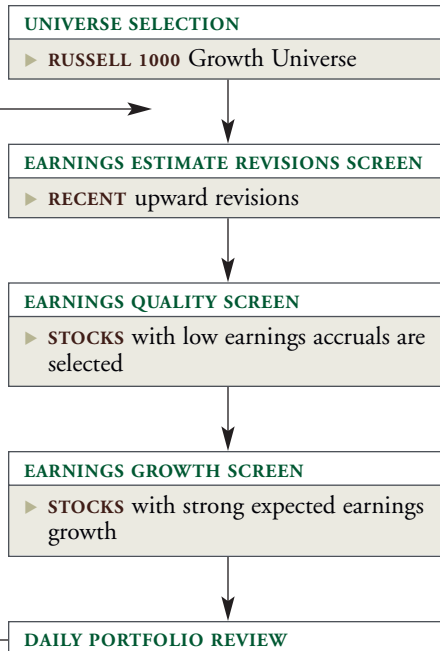 UNIVERSE SELECTION
▶ RUSSELL 1000 Growth Universe
EARNINGS ESTIMATE REVISIONS SCREEN
▶ RECENT upward revisions
EARNINGS QUALITY SCREEN
▶ STOCKS with low earnings accruals are
selected
EARNINGS GROWTH SCREEN
▶ STOCKS with strong expected earnings
growth
DAILY PORTFOLIO REVIEW